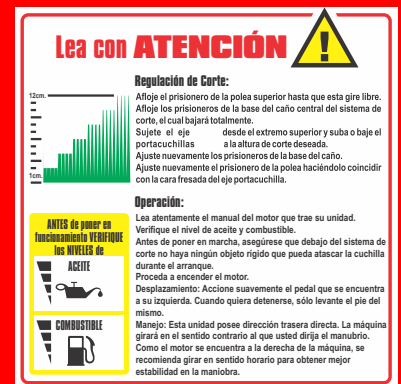 Lea con ATENCIÓN
Regulación de Corte:
12cm.
1cm.
Afloje el prisionero de la polea superior hasta que esta gire libre.
Afloje los prisioneros de la base del caño central del sistema de
corte, el cual bajará totalmente.
Sujete el eje desde el extremo superior y suba o baje el
portacuchillas a la altura de corte deseada.
Ajuste nuevamente los prisioneros de la base del caño.
Ajuste nuevamente el prisionero de la polea haciéndolo coincidir
con la cara fresada del eje portacuchilla.
ANTES de poner en
funcionamiento VERIFIQUE
los NIVELES de
ACEITE
COMBUSTIBLE
Operación:
Lea atentamente el manual del motor que trae su unidad.
Verifique el nivel de aceite y combustible.
Antes de poner en marcha, asegúrese que debajo del sistema de
corte no haya ningún objeto rígido que pueda atascar la cuchilla
durante el arranque.
Proceda a encender el motor.
Desplazamiento: Accione suavemente el pedal que se encuentra
a su izquierda. Cuando quiera detenerse, sólo levante el pie del
mismo.
Manejo: Esta unidad posee dirección trasera directa. La máquina
girará en el sentido contrario al que usted dirija el manubrio.
Como el motor se encuentra a la derecha de la máquina, se
recomienda girar en sentido horario para obtener mejor
estabilidad en la maniobra.